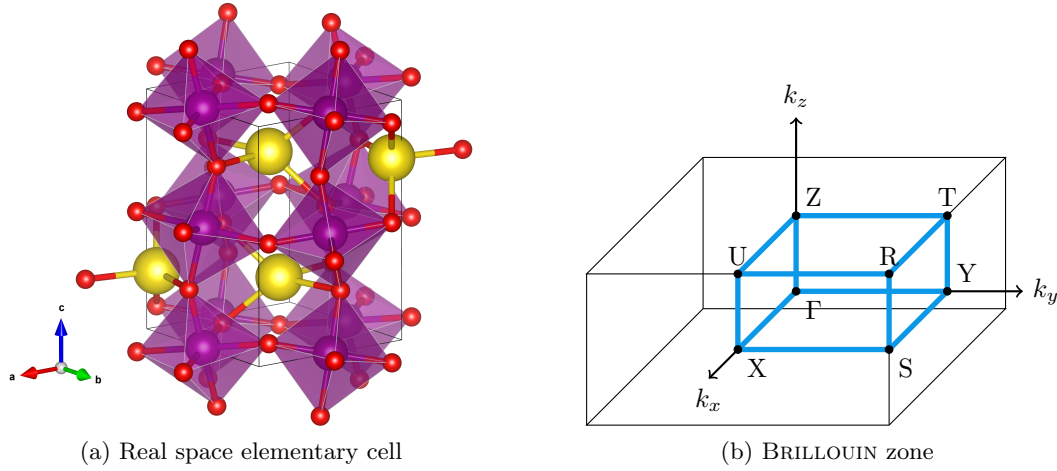 c
a
b
k_z
Z
T
U
R
Y
k_y
Γ
X
S
k_x
(a) Real space elementary cell
(b) BRILLOUIN zone